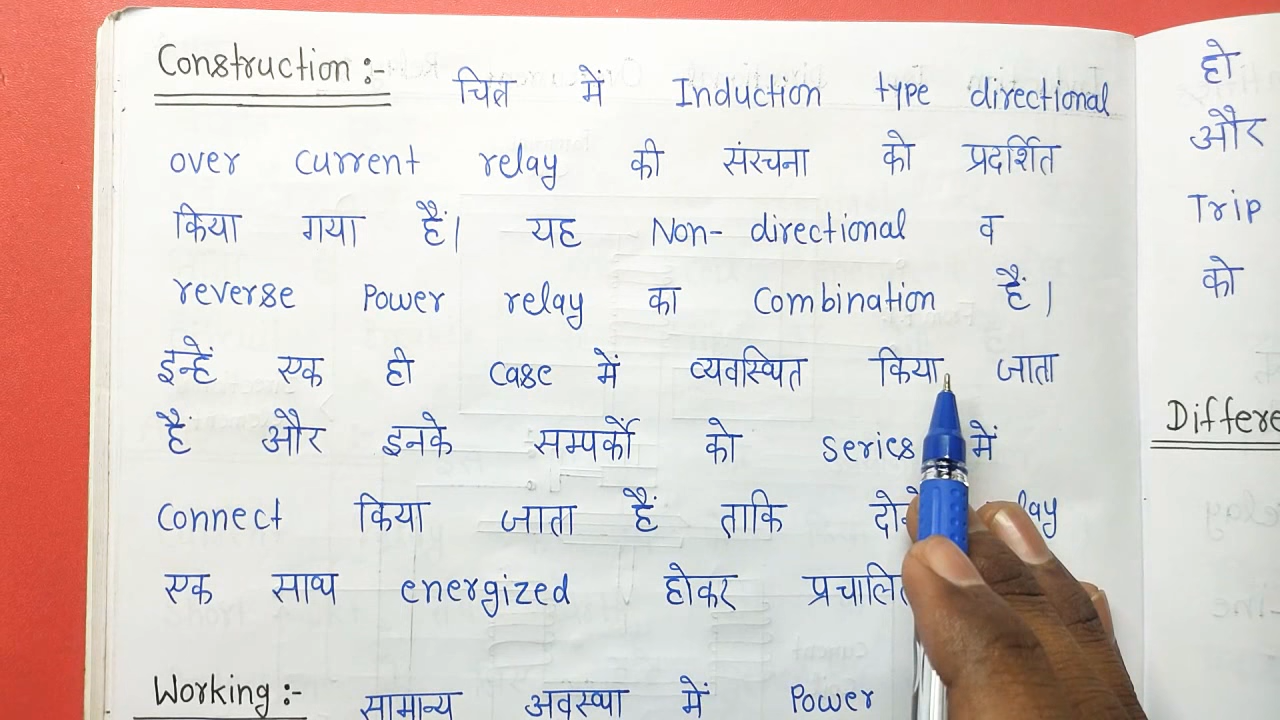 Construction :-
चित्र में Induction type directional
over current relay की संरचना को प्रदर्शित
किया गया हैं। यह Non- directional व
reverse Power relay का Combination हैं।
इन्हें एक ही case में व्यवस्थित किया जाता
हैं और इनके सम्पर्कों को series में
connect किया जाता हैं ताकि
एक साथ energized होकर
Working :- सामान्य अवस्था में Power
हो
और
Trip
को